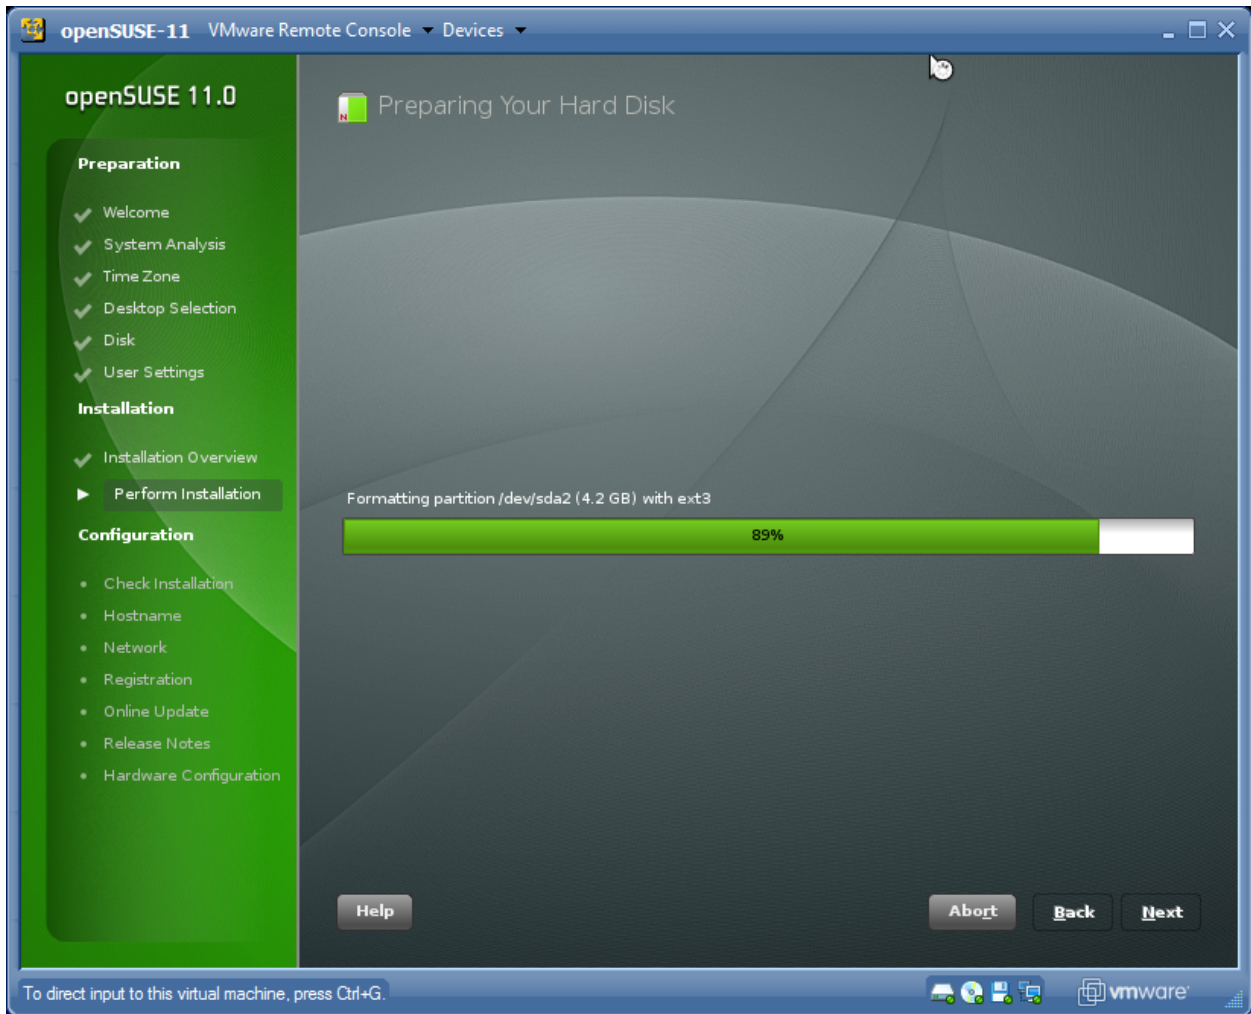 openSUSE-11 VMware Remote Console Devices
openSUSE 11.0
Preparation
Welcome
System Analysis
Time Zone
Desktop Selection
Disk
User Settings
Installation
Installation Overview
Perform Installation
Configuration
Check Installation
Hostname
Network
Registration
Online Update
Release Notes
Hardware Configuration
N
Preparing Your Hard Disk
Formatting partition /dev/sda2 (4.2 GB) with ext3
89%
Help
Abort
Back
Next
To direct input to this virtual machine, press Ctrl+G.
vmware